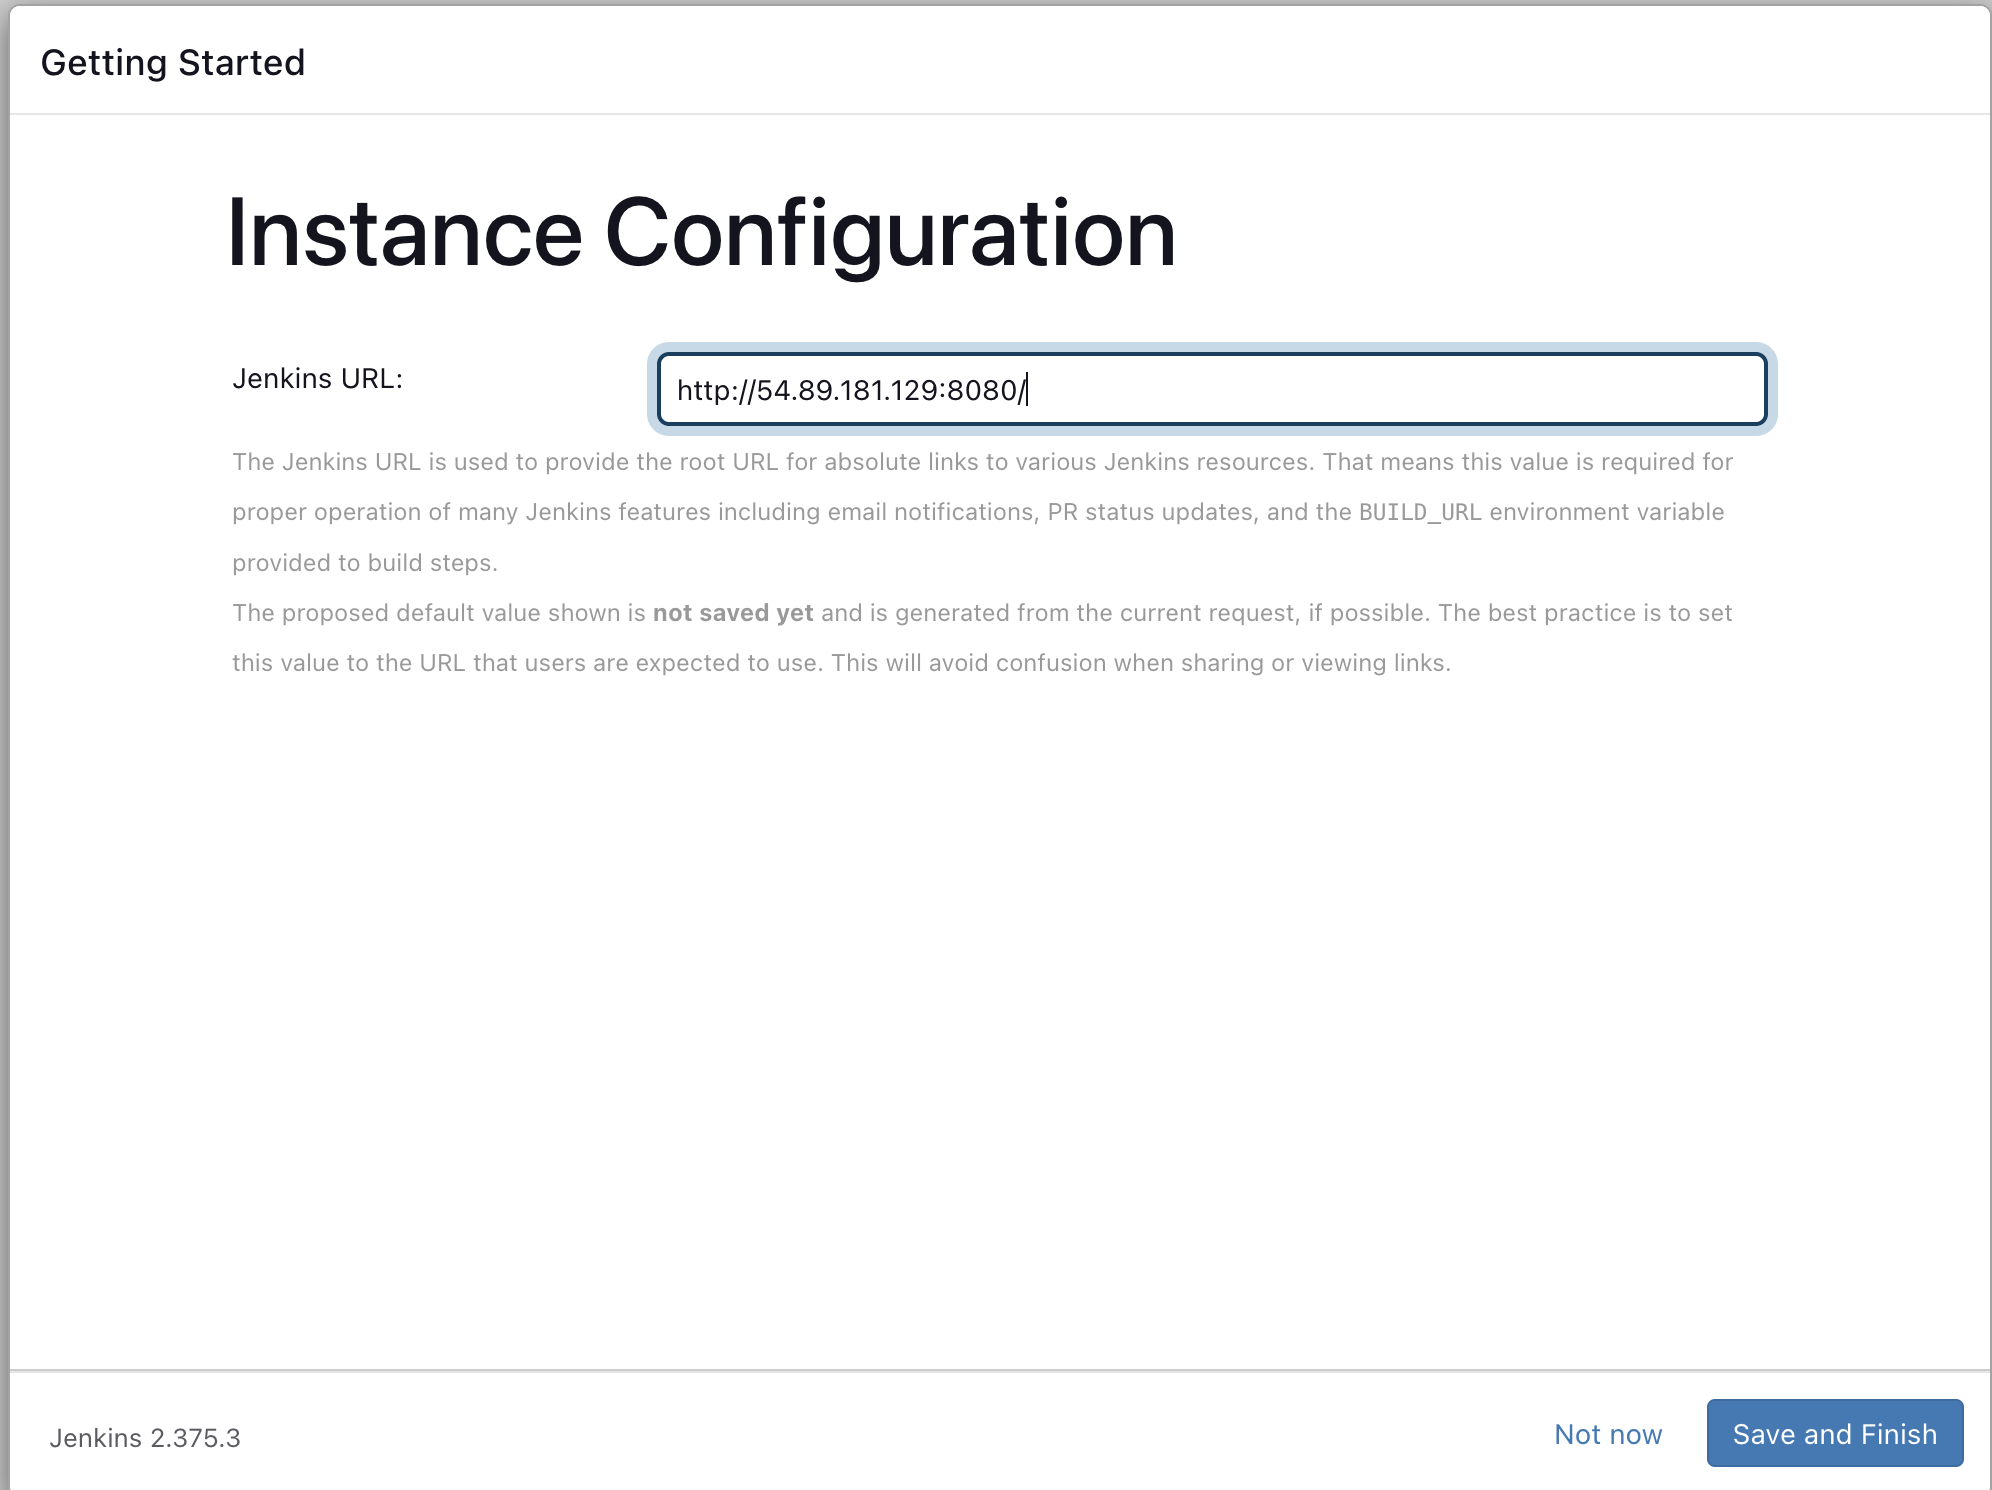 Getting Started
Instance Configuration
Jenkins URL:
http://54.89.181.129:8080/
The Jenkins URL is used to provide the root URL for absolute links to various Jenkins resources. That means this value is required for
proper operation of many Jenkins features including email notifications, PR status updates, and the BUILD_URL environment variable
provided to build steps.
The proposed default value shown is not saved yet and is generated from the current request, if possible. The best practice is to set
this value to the URL that users are expected to use. This will avoid confusion when sharing or viewing links.
Jenkins 2.375.3
Not now
Save and Finish